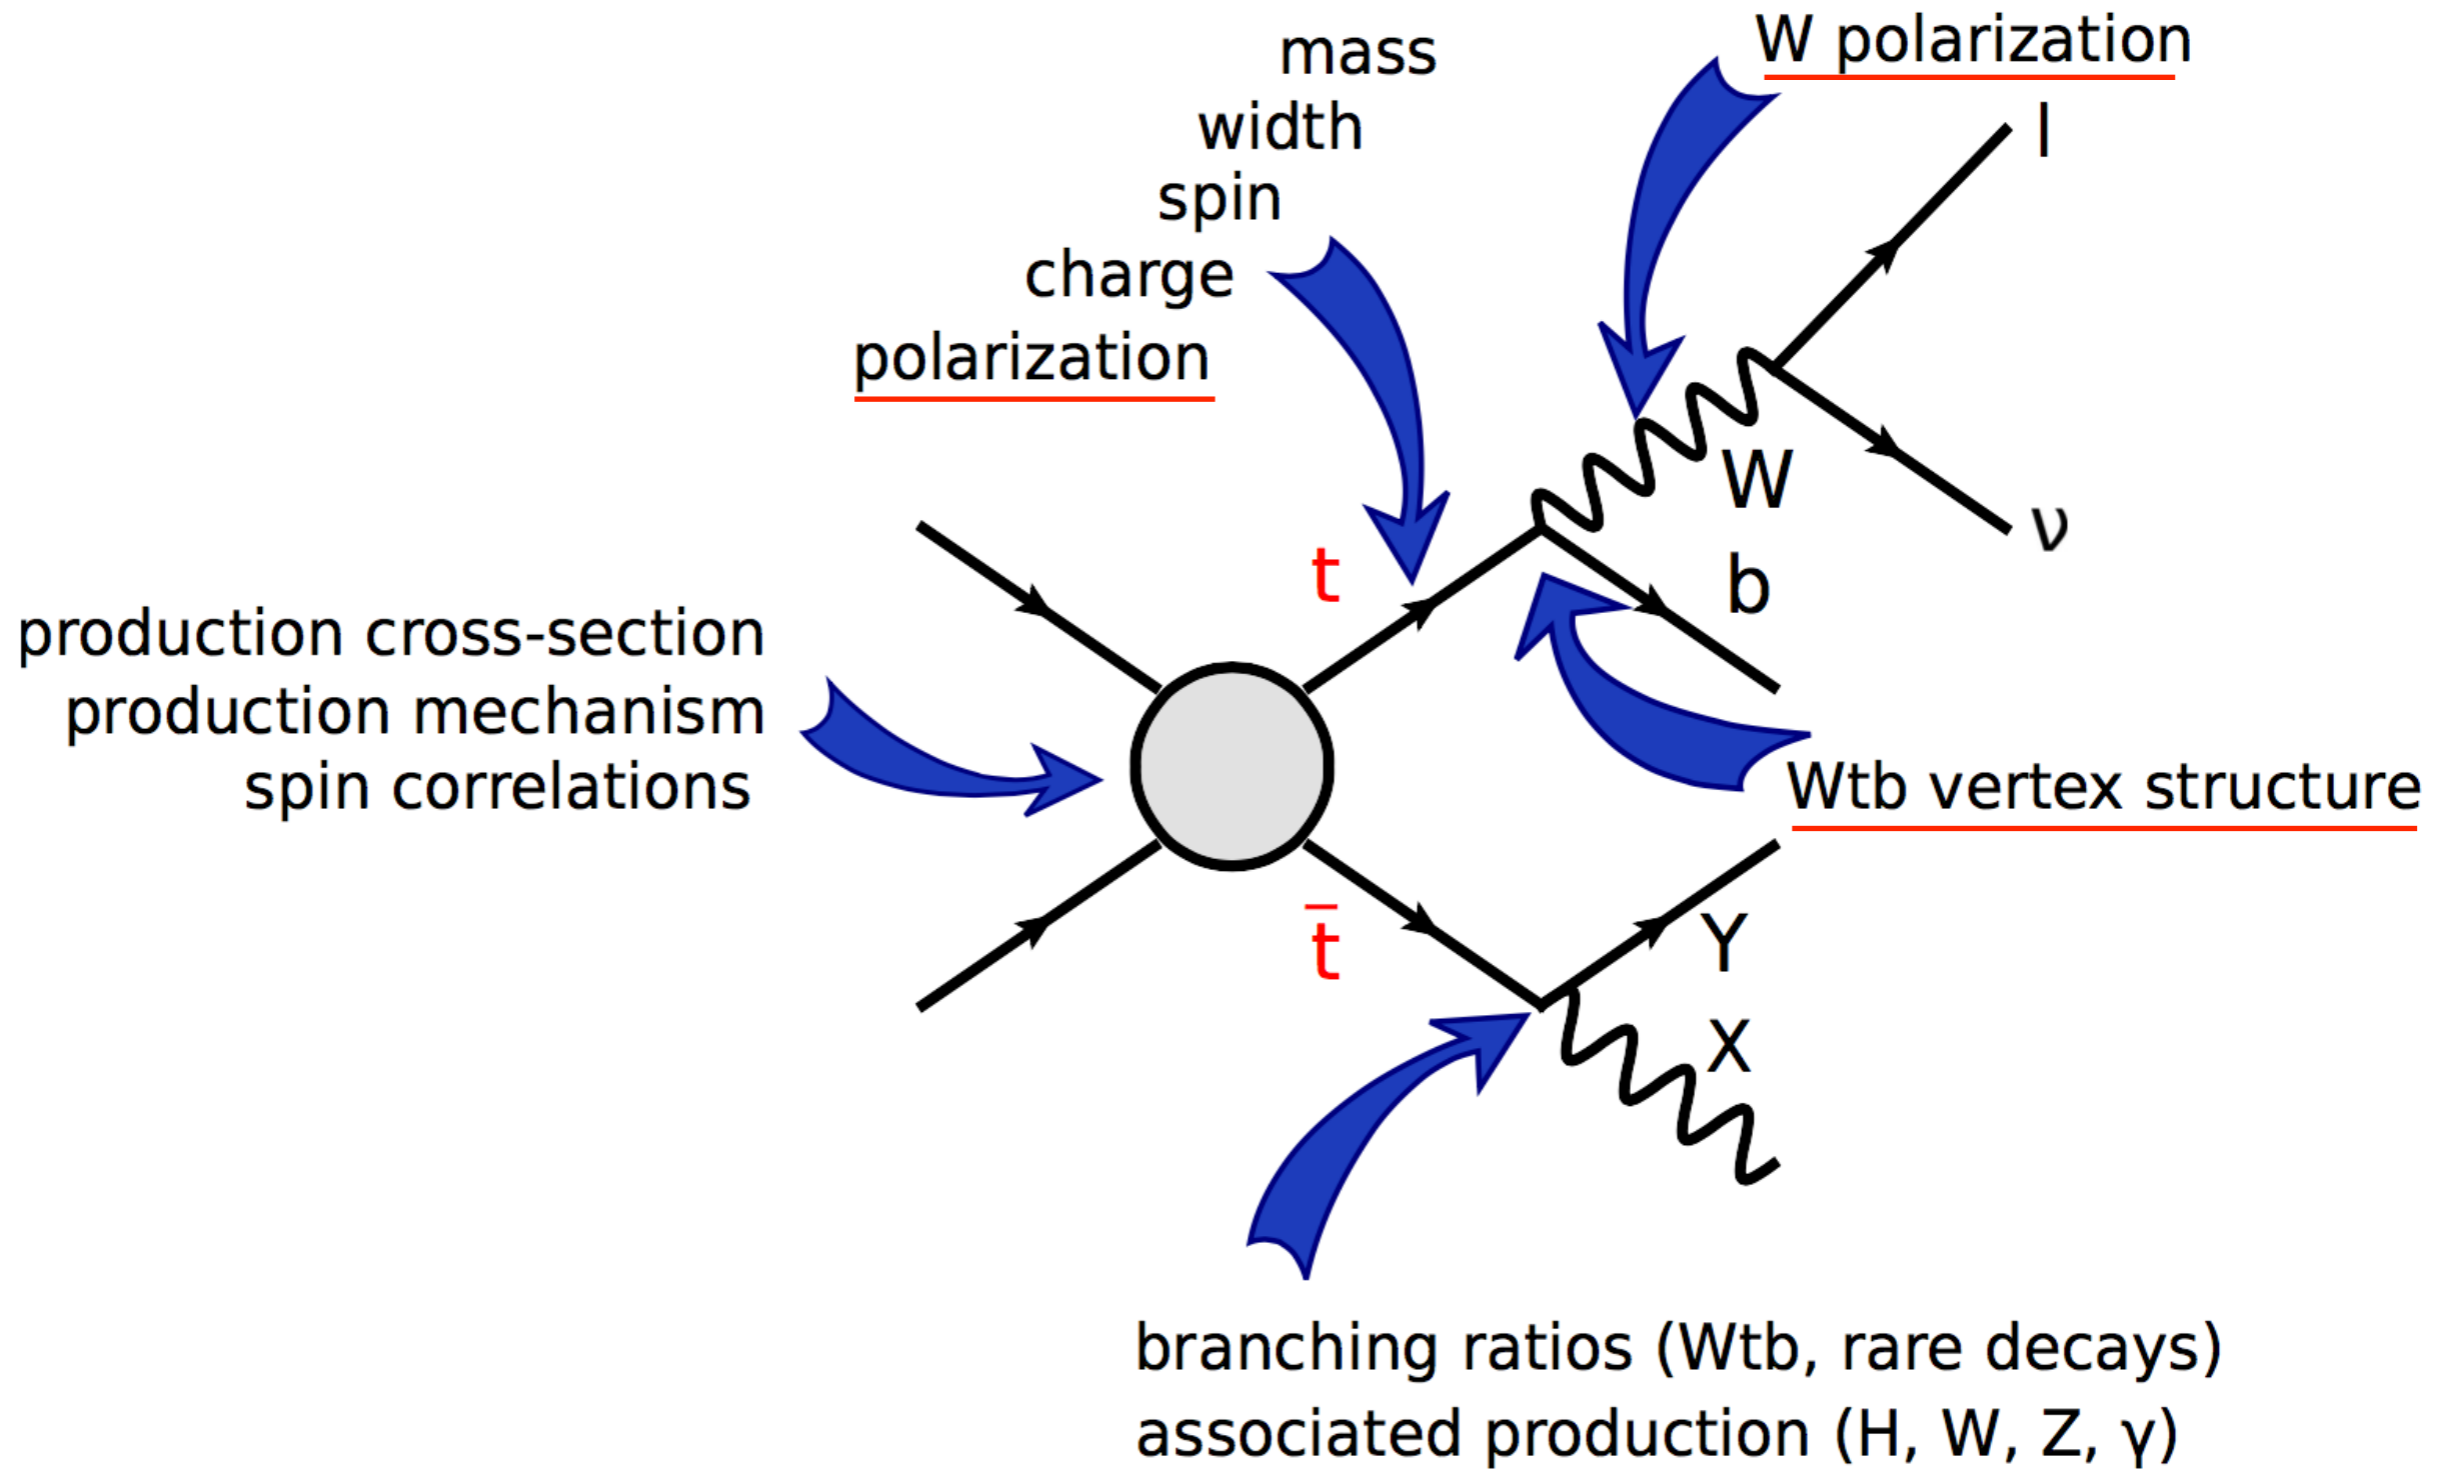 W polarization
mass
width
spin
charge
polarization
l
W
ν
b
t
production cross-section
production mechanism
spin correlations
Wtb vertex structure
t̅
Y
X
branching ratios (Wtb, rare decays)
associated production (H, W, Z, γ)